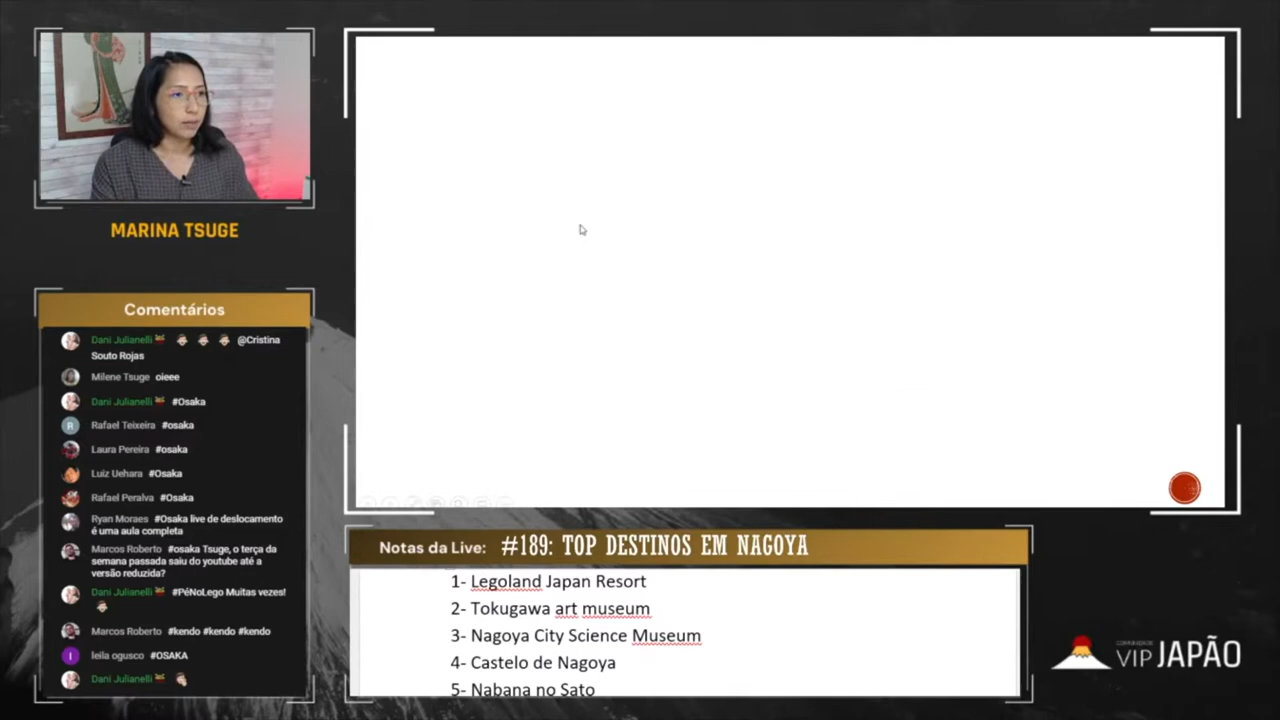 MARINA TSUGE
Comentários
Dani Julianelli @Cristina
Souto Rojas
Milene Tsuge oieee
Dani Julianelli #Osaka
R Rafael Teixeira #osaka
Laura Pereira #osaka
Luiz Uehara #Osaka
Rafael Peralva #Osaka
Ryan Moraes #Osaka live de deslocamento
é uma aula completa
Marcos Roberto #osaka Tsuge, o terça da
semana passada saiu do youtube até a
versão reduzida?
Dani Julianelli #PéNoLego Muitas vezes!
Marcos Roberto #kendo #kendo #kendo
l leila ogusco #OSAKA
Dani Julianelli
Notas da Live: #189: TOP DESTINOS EM NAGOYA
1- Legoland Japan Resort
2- Tokugawa art museum
3- Nagoya City Science Museum
4- Castelo de Nagoya
5- Nabana no Sato
COMUNIDADE
VIP JAPÃO